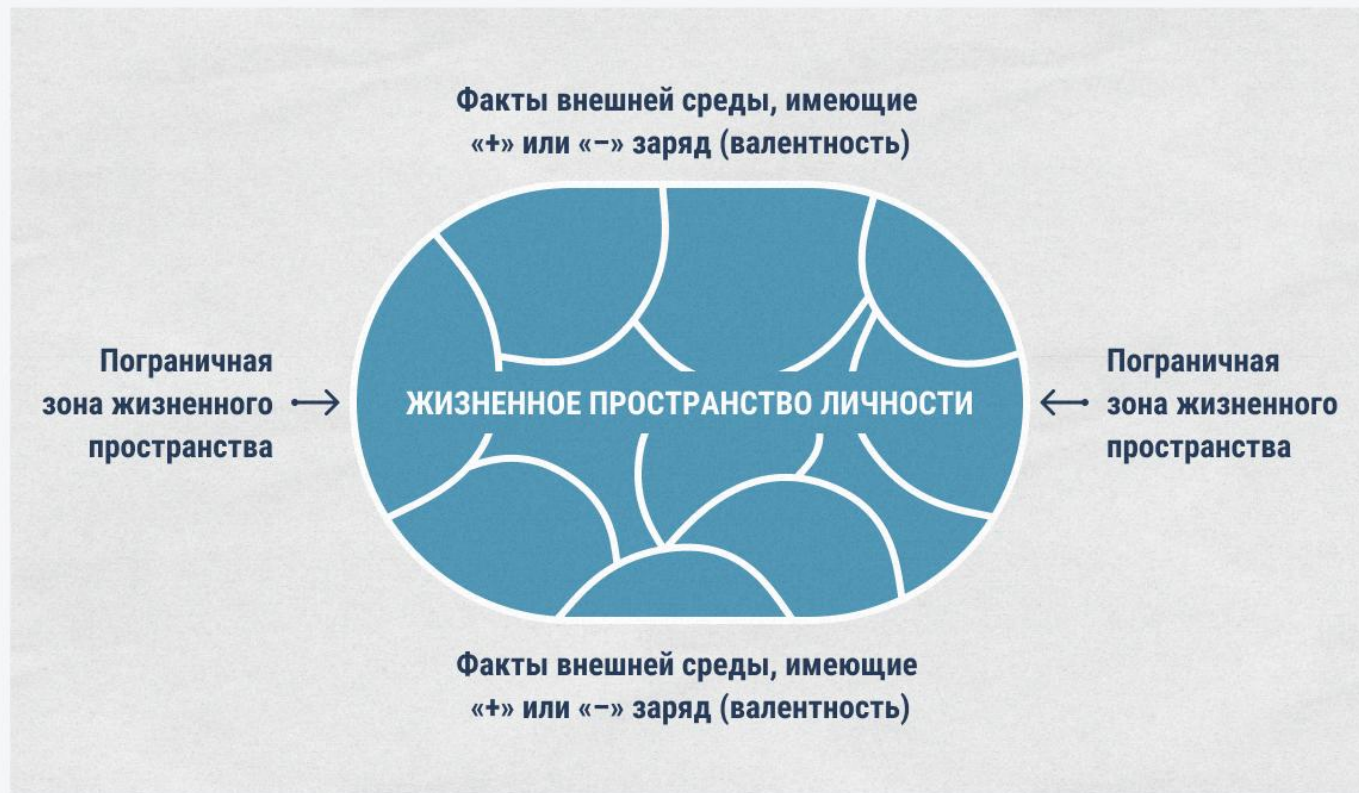 Факты внешней среды, имеющие
«+» или «–» заряд (валентность)
Пограничная
зона жизненного
пространства
ЖИЗНЕННОЕ ПРОСТРАНСТВО ЛИЧНОСТИ
Пограничная
зона жизненного
пространства
Факты внешней среды, имеющие
«+» или «–» заряд (валентность)